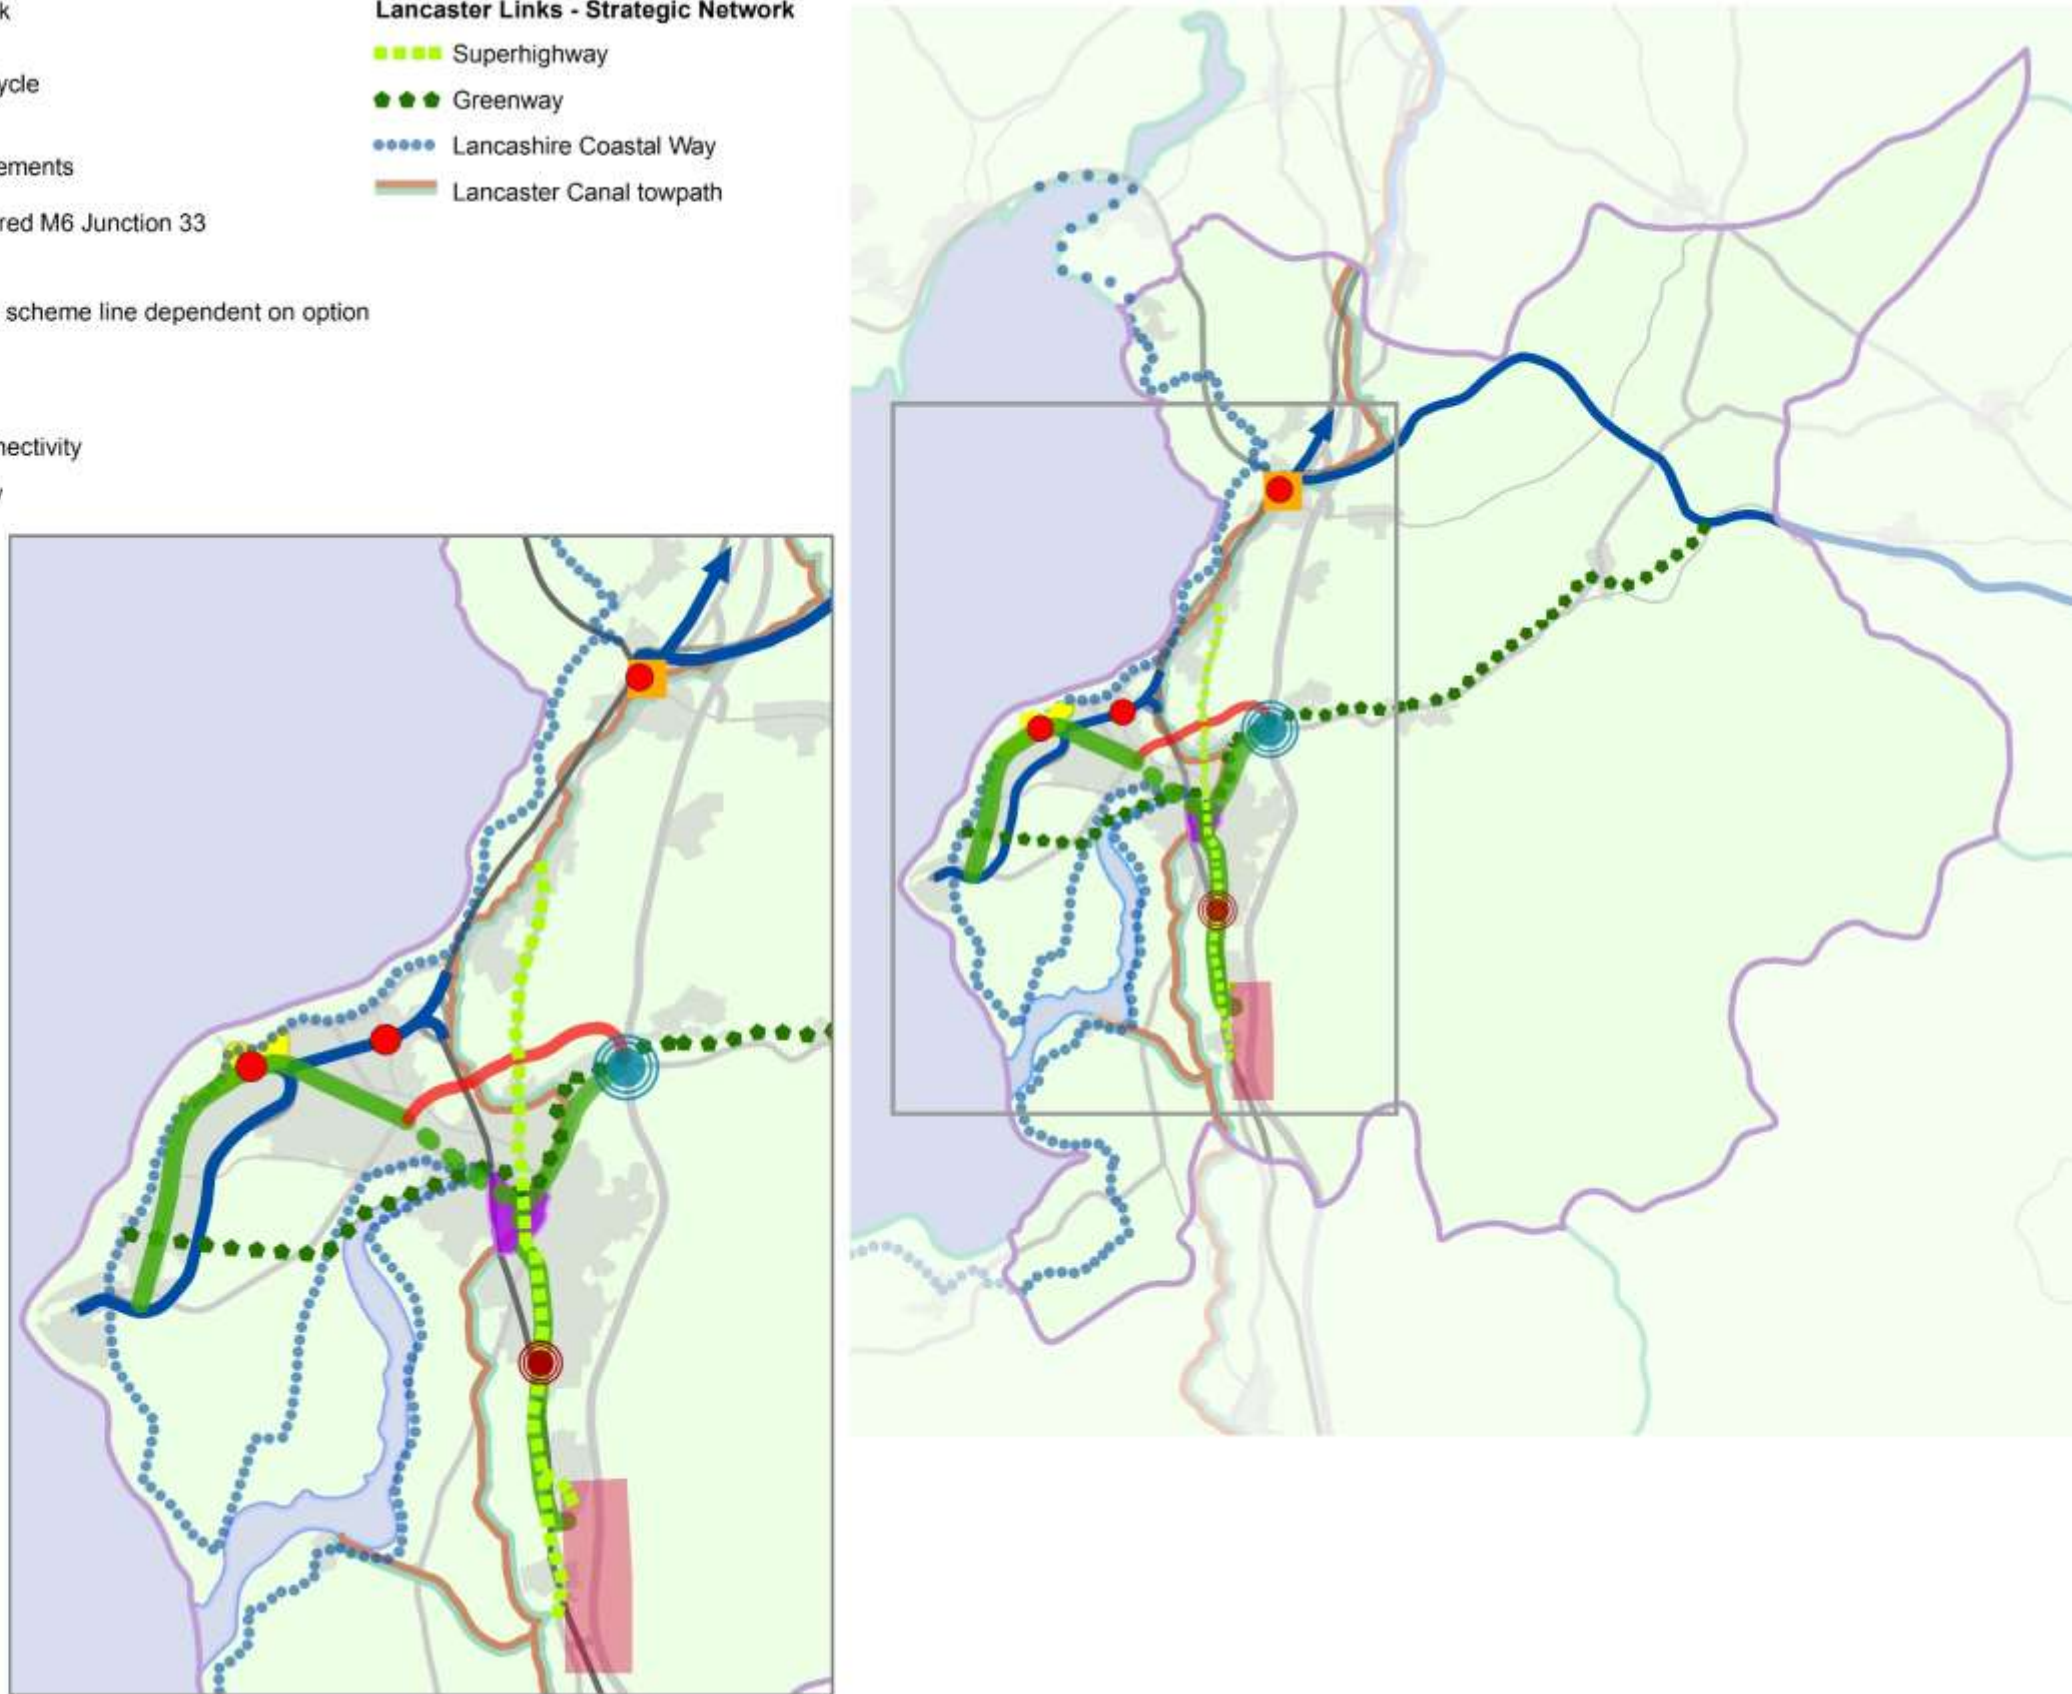 k
ycle
ements
red M6 Junction 33
scheme line dependent on option
nectivity
Lancaster Links - Strategic Network
Superhighway
Greenway
Lancashire Coastal Way
Lancaster Canal towpath